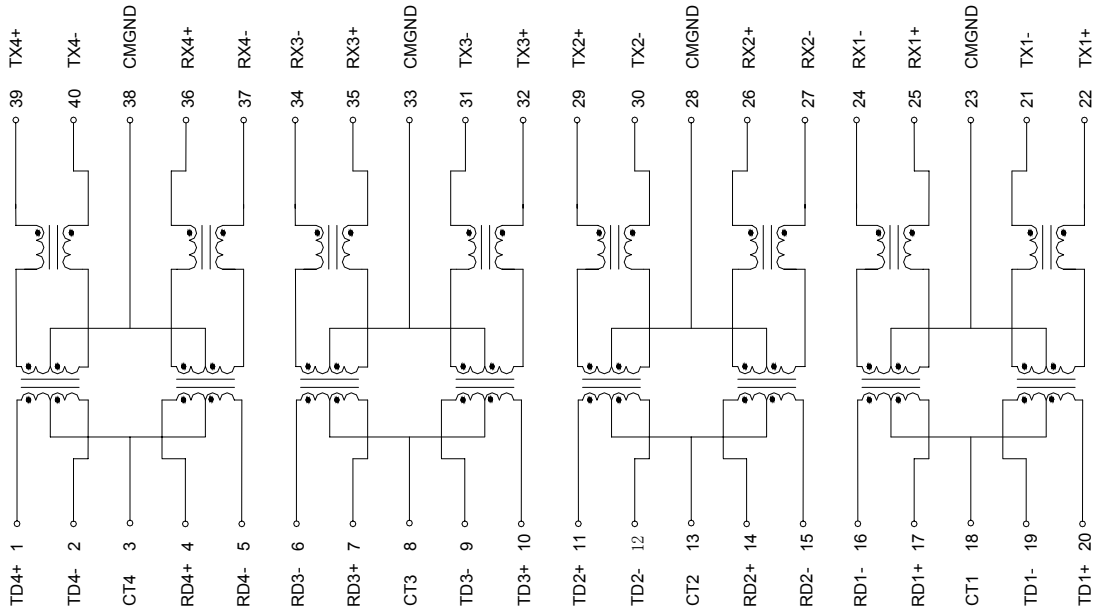 TX4+
TX4-
CMGND
RX4+
RX4-
RX3-
RX3+
CMGND
TX3-
TX3+
TX2+
TX2-
CMGND
RX2+
RX2-
RX1-
RX1+
CMGND
TX1-
TX1+
39
40
38
36
37
34
35
33
31
32
29
30
28
26
27
24
25
23
21
22
1
2
3
4
5
6
7
8
9
10
11
12
13
14
15
16
17
18
19
20
TD4+
TD4-
CT4
RD4+
RD4-
RD3-
RD3+
CT3
TD3-
TD3+
TD2+
TD2-
CT2
RD2+
RD2-
RD1-
RD1+
CT1
TD1-
TD1+